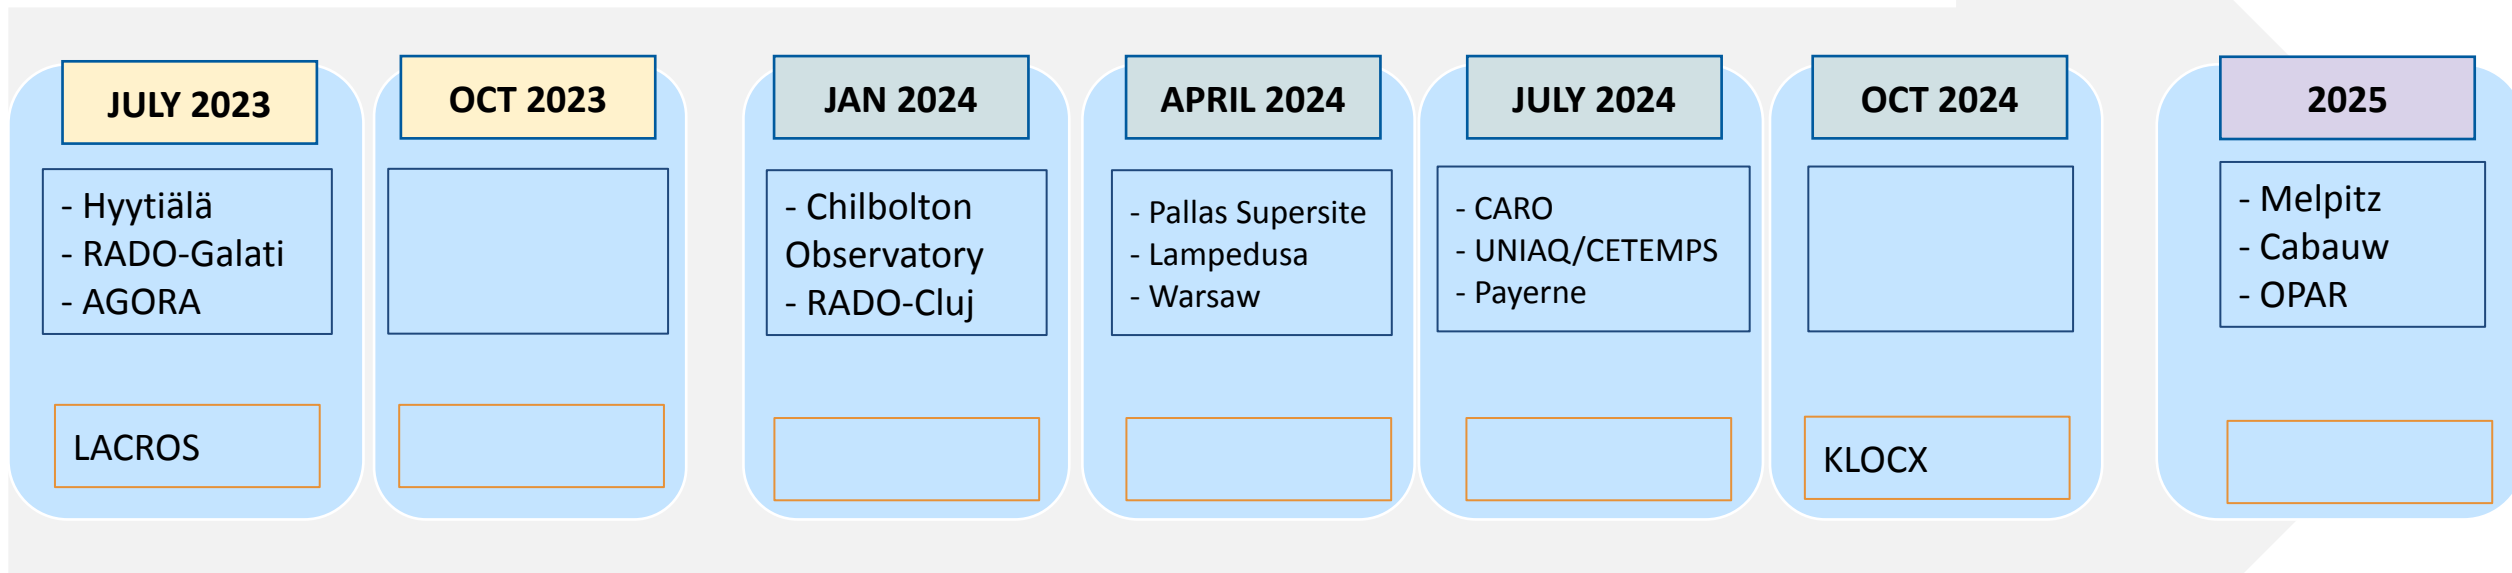 JULY 2023
- Hyytiälä
- RADO-Galati
- AGORA
LACROS
OCT 2023
JAN 2024
- Chilbolton
Observatory
- RADO-Cluj
APRIL 2024
- Pallas Supersite
- Lampedusa
- Warsaw
JULY 2024
- CARO
- UNIAQ/CETEMPS
- Payerne
OCT 2024
KLOCX
2025
- Melpitz
- Cabauw
- OPAR